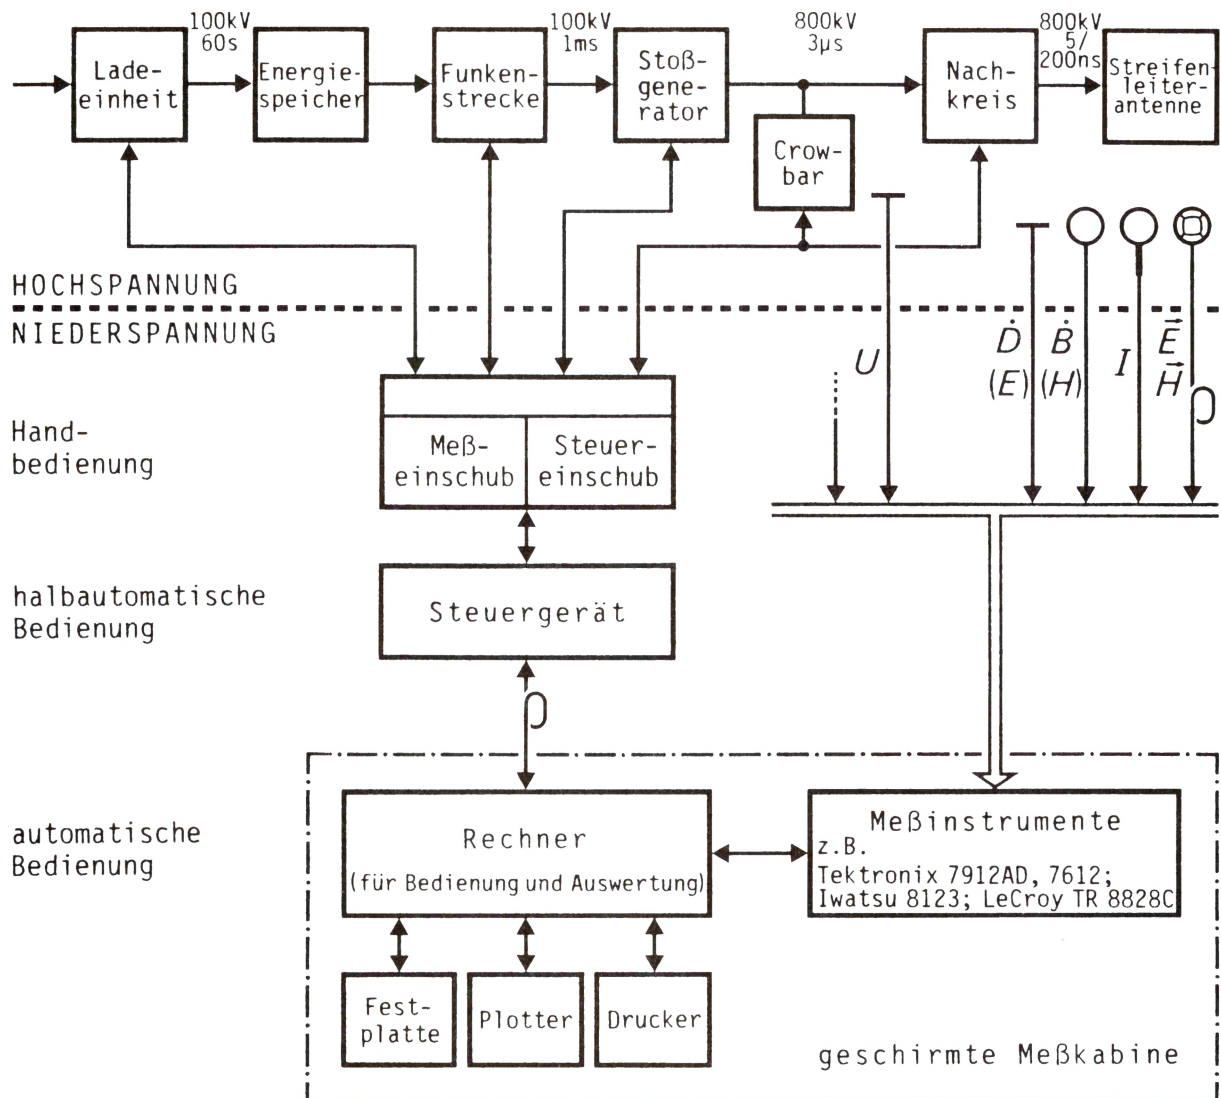 100kV
60s
100kV
1ms
800kV
3µs
800kV
5/
200ns
Lade-
einheit
Energie-
speicher
Funken-
strecke
Stoß-
gene-
rator
Nach-
kreis
Streifen-
leiter-
antenne
Crow-
bar
HOCHSPANNUNG
NIEDERSPANNUNG
U
Ḋ
(E)
Ḃ
(H)
I
E⃗
H⃗
Hand-
bedienung
Meß-
einschub
Steuer-
einschub
halbautomatische
Bedienung
Steuergerät
automatische
Bedienung
Rechner
(für Bedienung und Auswertung)
Meßinstrumente
z.B.
Tektronix 7912AD, 7612;
Iwatsu 8123; LeCroy TR 8828C
Fest-
platte
Plotter
Drucker
geschirmte Meßkabine